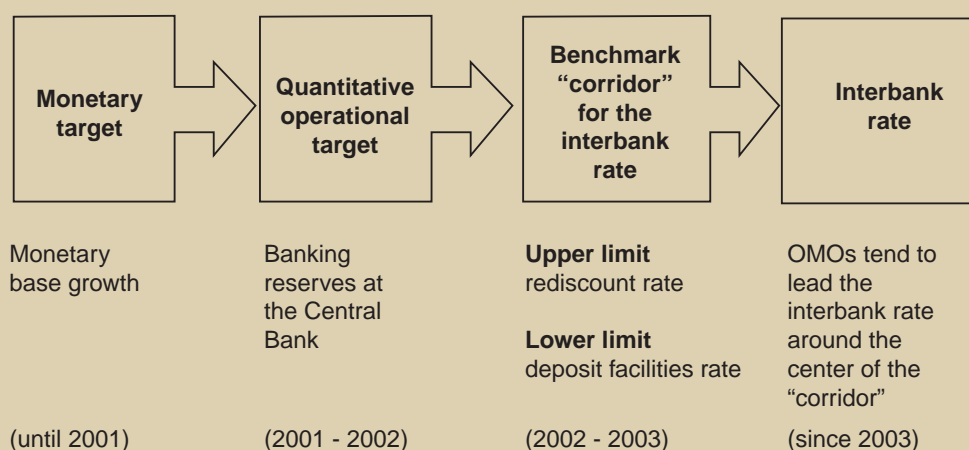 Monetary
target
Quantitative
operational
target
Benchmark
“corridor”
for the
interbank
rate
Interbank
rate
Monetary
base growth
Banking
reserves at
the Central
Bank
Upper limit
rediscount rate
Lower limit
deposit facilities rate
OMOs tend to
lead the
interbank rate
around the
center of the
“corridor”
(until 2001)
(2001 - 2002)
(2002 - 2003)
(since 2003)